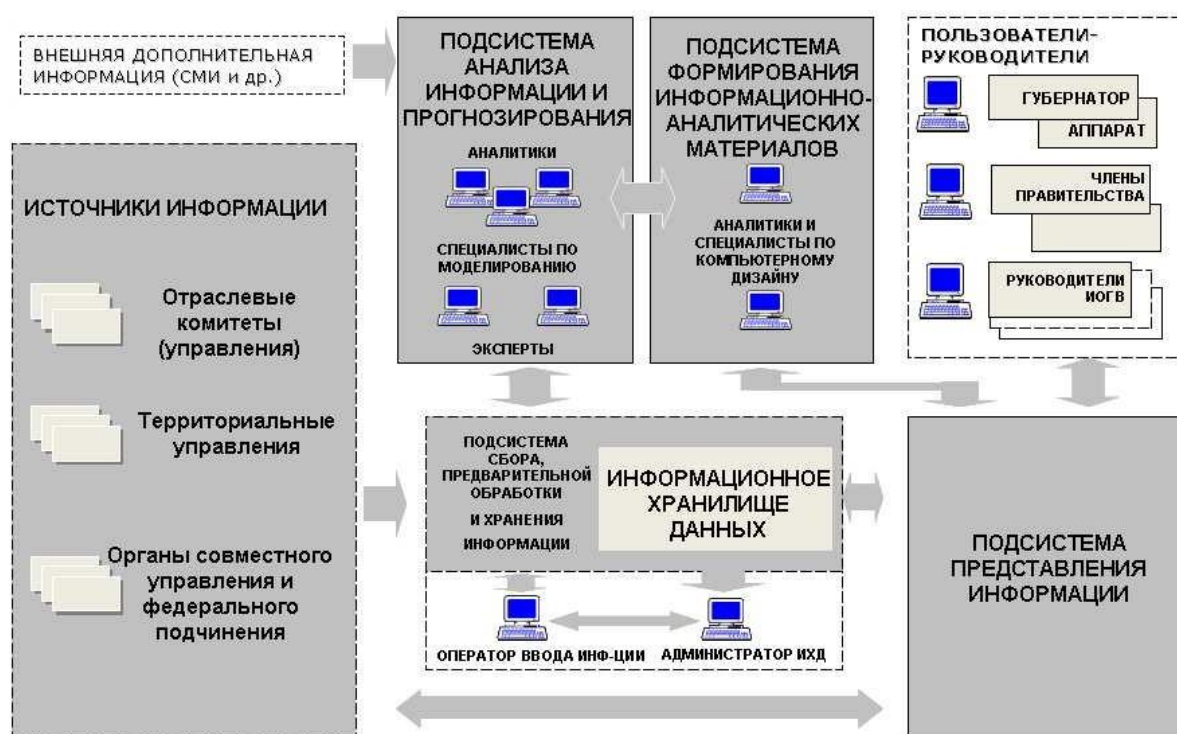 ВНЕШНЯЯ ДОПОЛНИТЕЛЬНАЯ
ИНФОРМАЦИЯ (СМИ и др.)
ИСТОЧНИКИ ИНФОРМАЦИИ
Отраслевые
комитеты
(управления)
Территориальные
управления
Органы совместного
управления и
федерального
подчинения
ПОДСИСТЕМА
АНАЛИЗА
ИНФОРМАЦИИ И
ПРОГНОЗИРОВАНИЯ
АНАЛИТИКИ
СПЕЦИАЛИСТЫ ПО
МОДЕЛИРОВАНИЮ
ЭКСПЕРТЫ
ПОДСИСТЕМА
ФОРМИРОВАНИЯ
ИНФОРМАЦИОННО-
АНАЛИТИЧЕСКИХ
МАТЕРИАЛОВ
АНАЛИТИКИ И
СПЕЦИАЛИСТЫ ПО
КОМПЬЮТЕРНОМУ
ДИЗАЙНУ
ПОЛЬЗОВАТЕЛИ-
РУКОВОДИТЕЛИ
ГУБЕРНАТОР
АППАРАТ
ЧЛЕНЫ
ПРАВИТЕЛЬСТВА
РУКОВОДИТЕЛИ
ИОГВ
ПОДСИСТЕМА
СБОРА,
ПРЕДВАРИТЕЛЬНОЙ
ОБРАБОТКИ
И ХРАНЕНИЯ
ИНФОРМАЦИИ
ИНФОРМАЦИОННОЕ
ХРАНИЛИЩЕ
ДАННЫХ
ОПЕРАТОР ВВОДА ИНФ-ЦИИ
АДМИНИСТРАТОР ИХД
ПОДСИСТЕМА
ПРЕДСТАВЛЕНИЯ
ИНФОРМАЦИИ